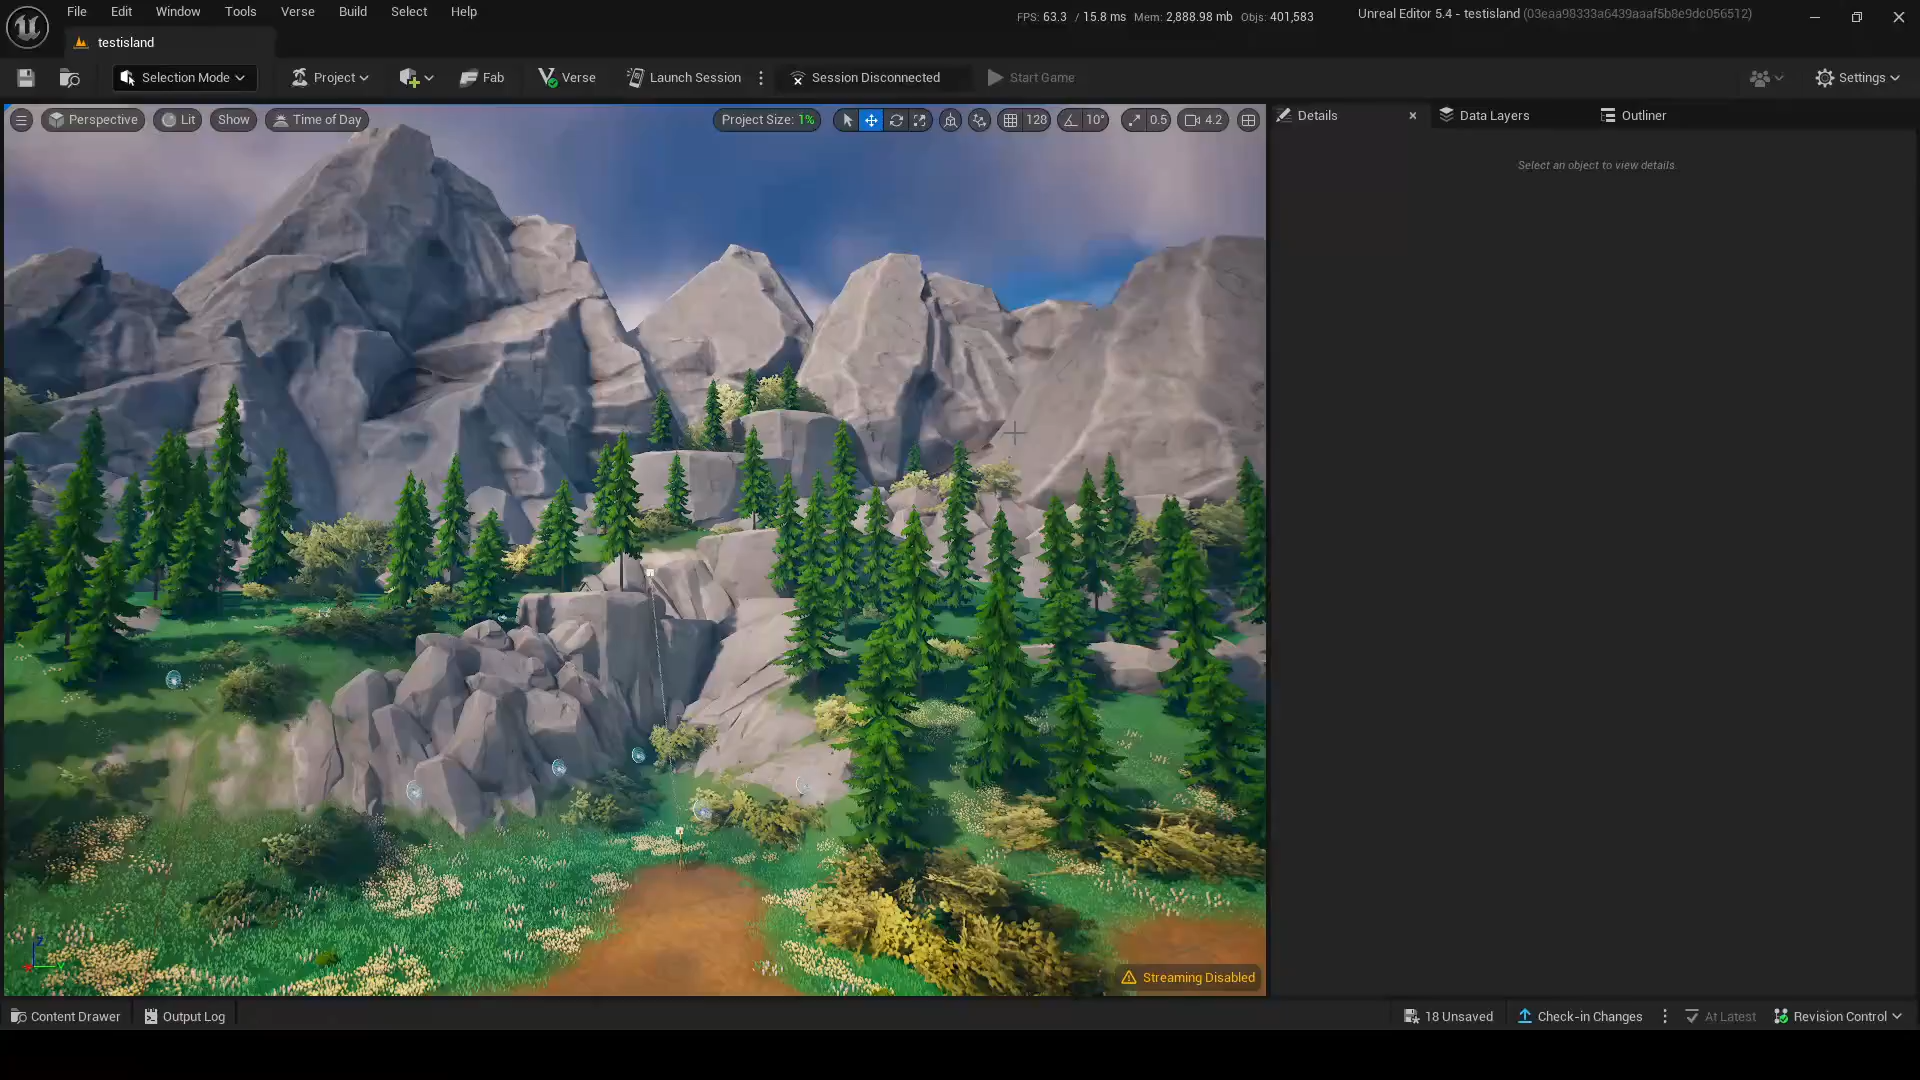 File Edit Window Tools Verse Build Select Help
FPS: 63.3 / 15.8 ms Mem: 2,888.98 mb Objs: 401,583
Unreal Editor 5.4 - testisland (03eaa98333a6439aaaf5b8e9dc056512)
testisland
Selection Mode Project Fab Verse Launch Session Session Disconnected Start Game Settings
Perspective Lit Show Time of Day Project Size: 1% 128 10° 0.5 4.2
Details Data Layers Outliner
Select an object to view details.
Z
Y
Streaming Disabled
Content Drawer Output Log 18 Unsaved Check-in Changes At Latest Revision Control